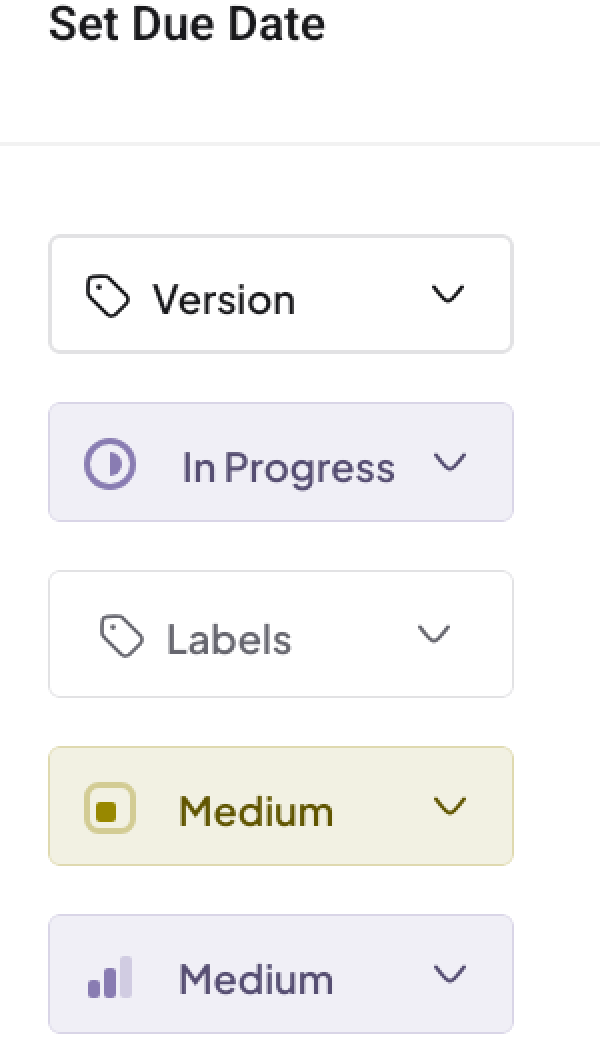 Set Due Date
Version
In Progress
Labels
Medium
Medium